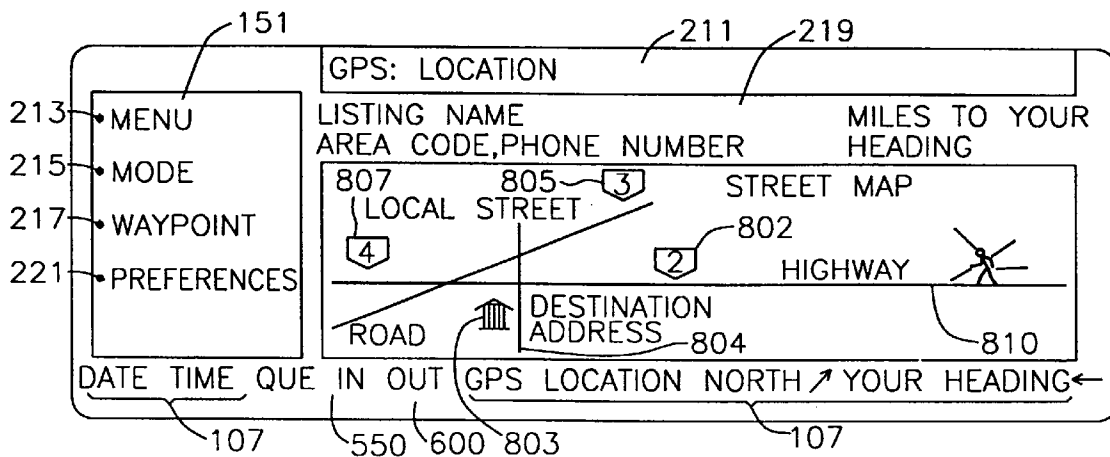 151
211
219
GPS: LOCATION
213 MENU
LISTING NAME
MILES TO YOUR
AREA CODE,PHONE NUMBER
HEADING
215 MODE
807
805
3
STREET MAP
LOCAL STREET
217 WAYPOINT
4
2
802
221 PREFERENCES
HIGHWAY
DESTINATION
ADDRESS
ROAD
804
810
DATE TIME QUE IN OUT GPS LOCATION NORTH↗ YOUR HEADING←
107
550
600
803
107